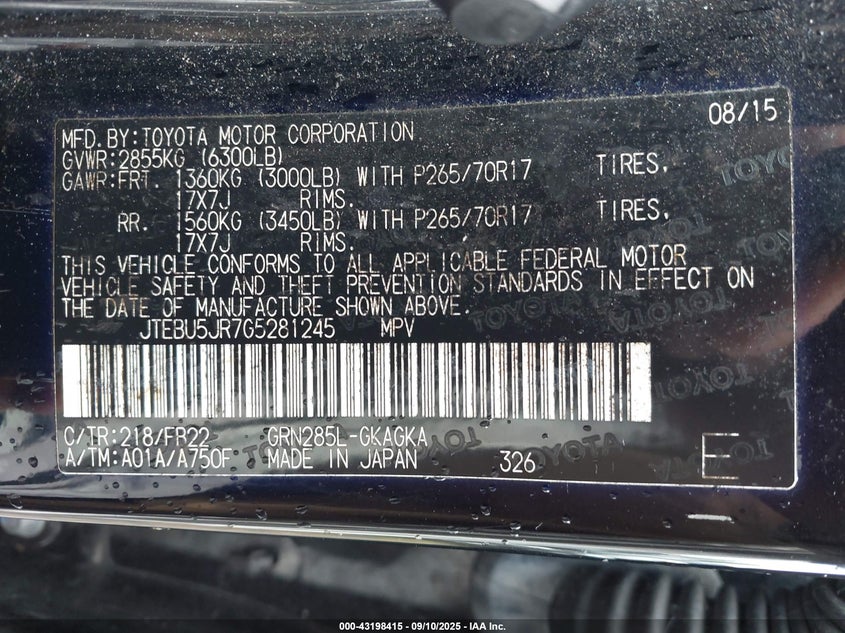 08/15
MFD. BY: TOYOTA MOTOR CORPORATION
GVWR: 2855KG (6300LB)
GAWR: FRT. 1360KG (3000LB) WITH P265/70R17 TIRES,
17X7J RIMS.
RR. 1560KG (3450LB) WITH P265/70R17 TIRES,
17X7J RIMS.
THIS VEHICLE CONFORMS TO ALL APPLICABLE FEDERAL MOTOR
VEHICLE SAFETY AND THEFT PREVENTION STANDARDS IN EFFECT ON
THE DATE OF MANUFACTURE SHOWN ABOVE.
JTEBU5JR7G5281245 MPV
C/TR: 218/FR22 GRN285L-GKAGKA
A/TM: A01A/A750F MADE IN JAPAN 326 E
000-43198415 - 09/10/2025 - IAA Inc.